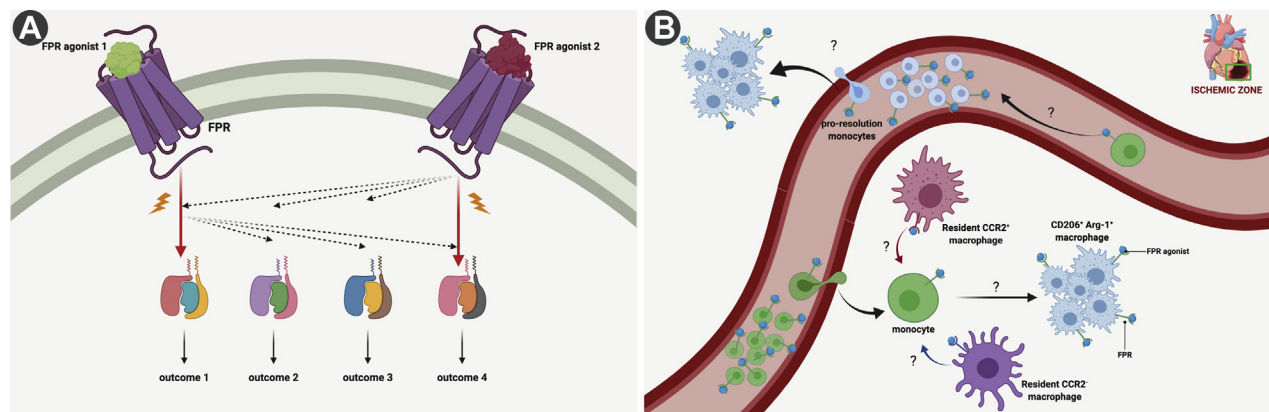 A
FPR agonist 1
FPR agonist 2
FPR
outcome 1
outcome 2
outcome 3
outcome 4
B
?
ISCHEMIC ZONE
pro-resolution
monocytes
?
Resident CCR2⁺
macrophage
?
CD206⁺ Arg-1⁺
macrophage
FPR agonist
?
monocyte
FPR
?
Resident CCR2⁻
macrophage